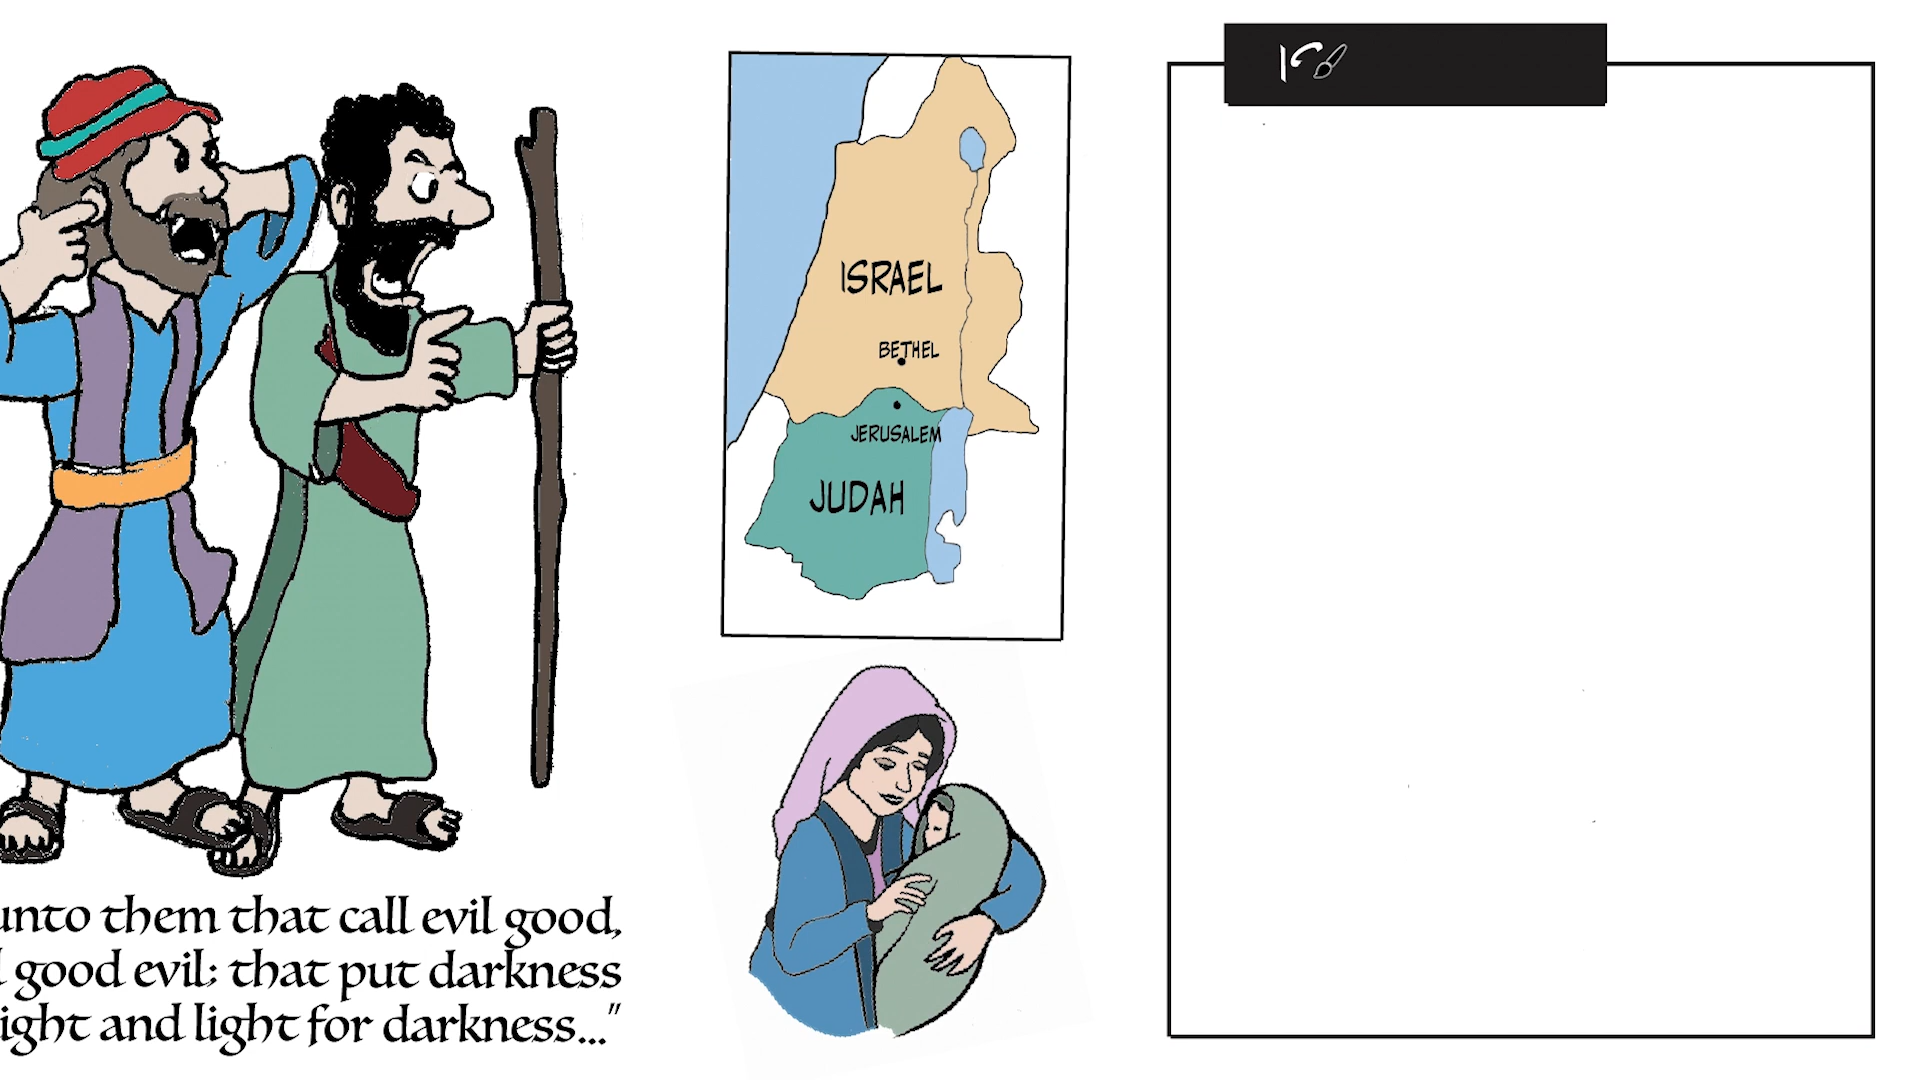 unto them that call evil good,
good evil: that put darkness
light and light for darkness..."
ISRAEL
BETHEL
JERUSALEM
JUDAH